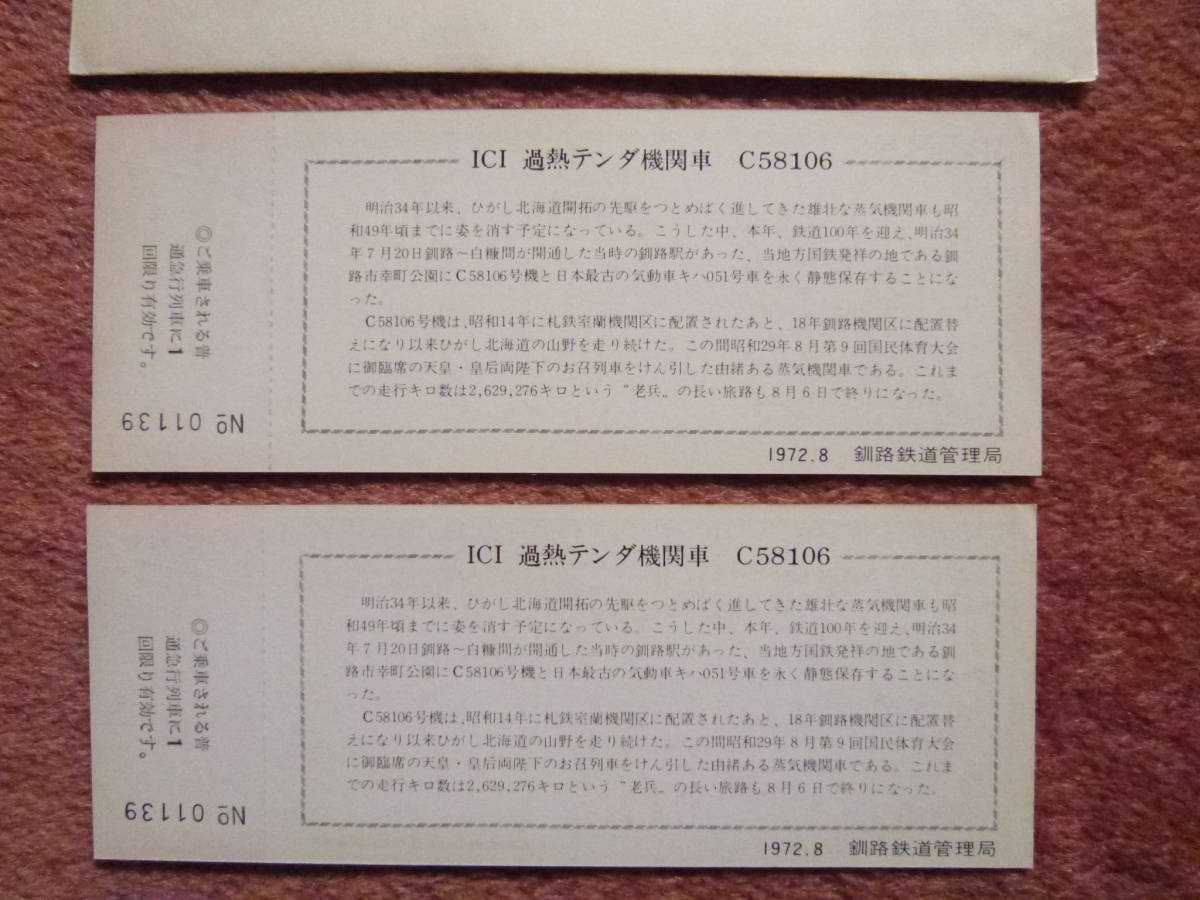 ICI 過熱テンダ機関車 C58106
明治34年以来、ひがし北海道開拓の先駆をつとめばく進してきた雄壮な蒸気機関車も昭
和49年頃までに姿を消す予定になっている。こうした中、本年、鉄道100年を迎え、明治34
年7月20日釧路～白糠間が開通した当時の釧路駅があった、当地方国鉄発祥の地である釧
路市幸町公園にC58106号機と日本最古の気動車キハ051号車を永く静態保存することにな
った。
C58106号機は、昭和14年に札鉄室蘭機関区に配置されたあと、18年釧路機関区に配置替
えになり以来ひがし北海道の山野を走り続けた。この間昭和29年8月第9回国民体育大会
に御臨席の天皇・皇后両陛下のお召列車をけん引した由緒ある蒸気機関車である。これま
での走行キロ数は2,629,276キロという〝老兵〟の長い旅路も8月6日で終りになった。
1972.8 釧路鉄道管理局
◎ご乗車される普
通急行列車に1
回限り有効です。
№ 01139
ICI 過熱テンダ機関車 C58106
明治34年以来、ひがし北海道開拓の先駆をつとめばく進してきた雄壮な蒸気機関車も昭
和49年頃までに姿を消す予定になっている。こうした中、本年、鉄道100年を迎え、明治34
年7月20日釧路～白糠間が開通した当時の釧路駅があった、当地方国鉄発祥の地である釧
路市幸町公園にC58106号機と日本最古の気動車キハ051号車を永く静態保存することにな
った。
C58106号機は、昭和14年に札鉄室蘭機関区に配置されたあと、18年釧路機関区に配置替
えになり以来ひがし北海道の山野を走り続けた。この間昭和29年8月第9回国民体育大会
に御臨席の天皇・皇后両陛下のお召列車をけん引した由緒ある蒸気機関車である。これま
での走行キロ数は2,629,276キロという〝老兵〟の長い旅路も8月6日で終りになった。
1972.8 釧路鉄道管理局
◎ご乗車される普
通急行列車に1
回限り有効です。
№ 01139